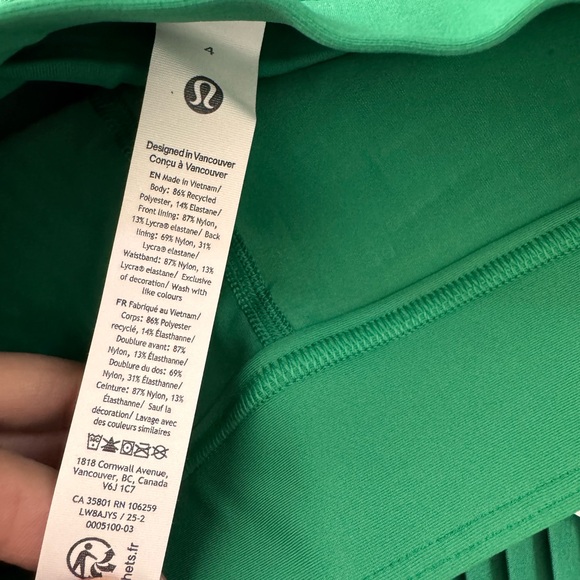 4
Designed in Vancouver
Conçu à Vancouver
EN Made in Vietnam/
Body: 86% Recycled
Polyester, 14% Elastane/
Front lining: 87% Nylon,
13% Lycra® elastane/ Back
lining: 69% Nylon, 31%
Lycra® elastane/
Waistband: 87% Nylon, 13%
Lycra® elastane/ Exclusive
of decoration/ Wash with
like colours
FR Fabriqué au Vietnam/
Corps: 86% Polyester
recyclé, 14% Élasthanne/
Doublure avant: 87%
Nylon, 13% Élasthanne/
Doublure du dos: 69%
Nylon, 31% Élasthanne/
Ceinture: 87% Nylon, 13%
Élasthanne/ Sauf la
décoration/ Lavage avec
des couleurs similaires
1818 Cornwall Avenue,
Vancouver, BC, Canada
V6J 1C7
CA 35801 RN 106259
LW8AJYS / 25-2
0005100-03
hets.fr